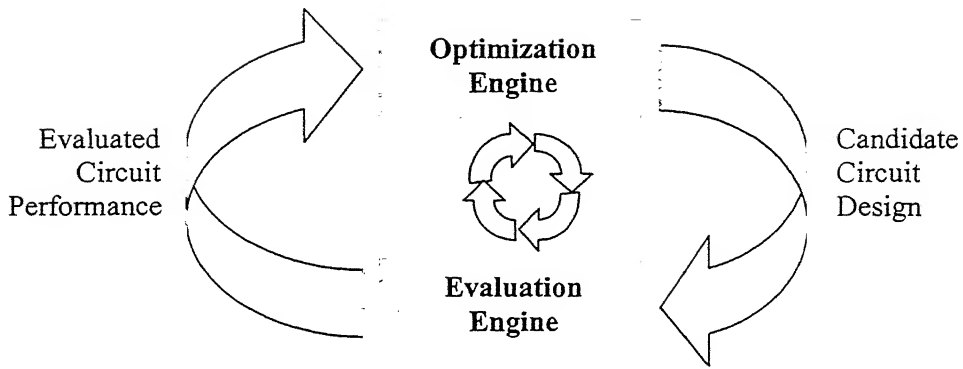 Optimization
Engine
Evaluated
Circuit
Performance
Candidate
Circuit
Design
Evaluation
Engine